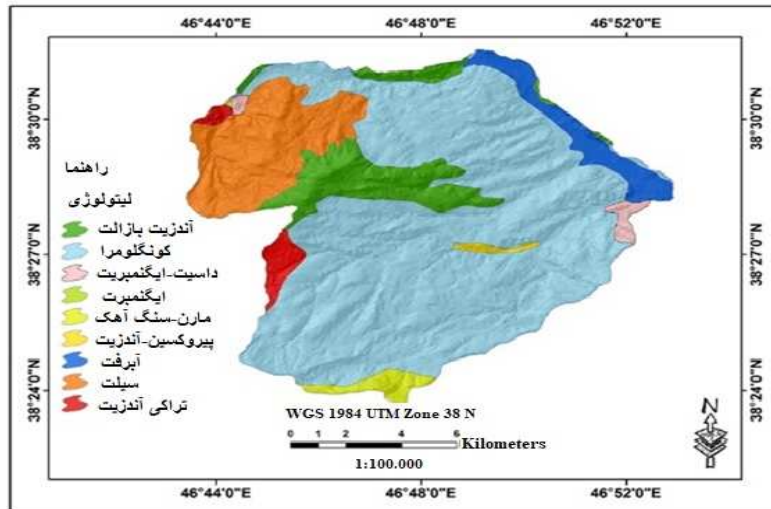 46°44'0"E 46°48'0"E 46°52'0"E
38°30'0"N 38°30'0"N
38°27'0"N 38°27'0"N
38°24'0"N 38°24'0"N
راهنما
لیتولوژی
آندزیت بازالت
کونگلومرا
داسیت-ایگنمبریت
ایگنمبرت
مارن-سنگ آهک
پیروکسین-آندزیت
آبرفت
سیلت
تراکی آندزیت
WGS 1984 UTM Zone 38 N
0 1 2 4 6
Kilometers
1:100.000
N
46°44'0"E 46°48'0"E 46°52'0"E